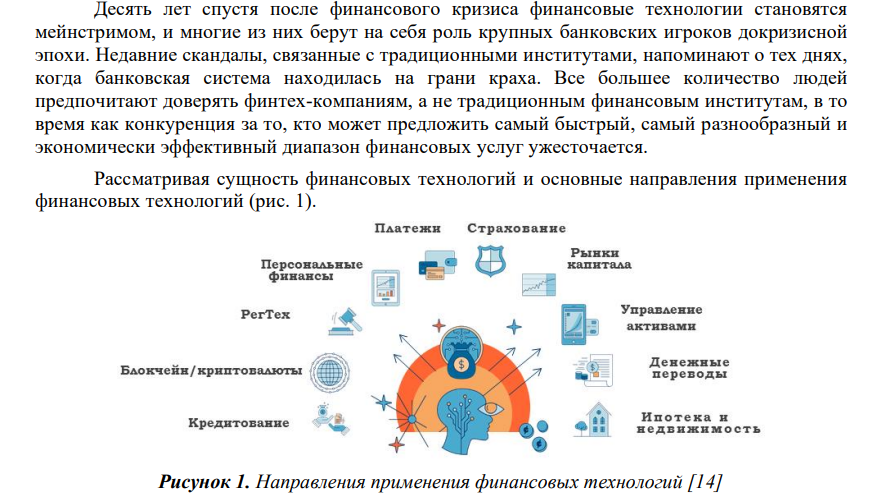 Десять лет спустя после финансового кризиса финансовые технологии становятся
мейнстримом, и многие из них берут на себя роль крупных банковских игроков докризисной
эпохи. Недавние скандалы, связанные с традиционными институтами, напоминают о тех днях,
когда банковская система находилась на грани краха. Все большее количество людей
предпочитают доверять финтех-компаниям, а не традиционным финансовым институтам, в то
время как конкуренция за то, кто может предложить самый быстрый, самый разнообразный и
экономически эффективный диапазон финансовых услуг ужесточается.
Рассматривая сущность финансовых технологий и основные направления применения
финансовых технологий (рис. 1).
Платежи
Страхование
Персональные
финансы
Рынки
капитала
РегТех
Управление
активами
Блокчейн/криптовалюты
Денежные
переводы
Кредитование
Ипотека и
недвижимость
Рисунок 1. Направления применения финансовых технологий [14]